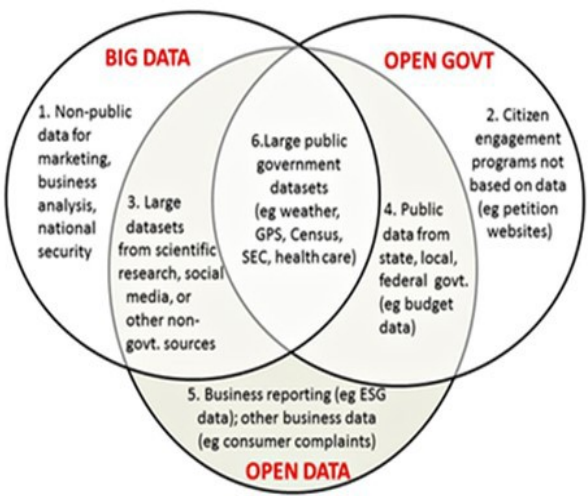 BIG DATA
OPEN GOVT
1. Non-public
data for
marketing,
business
analysis,
national
security
2. Citizen
engagement
programs not
based on data
(eg petition
websites)
6.Large public
government
datasets
(eg weather,
GPS, Census,
SEC, health care)
3. Large
datasets
from scientific
research, social
media, or
other non-
govt. sources
4. Public
data from
state, local,
federal govt.
(eg budget
data)
5. Business reporting (eg ESG
data); other business data
(eg consumer complaints)
OPEN DATA